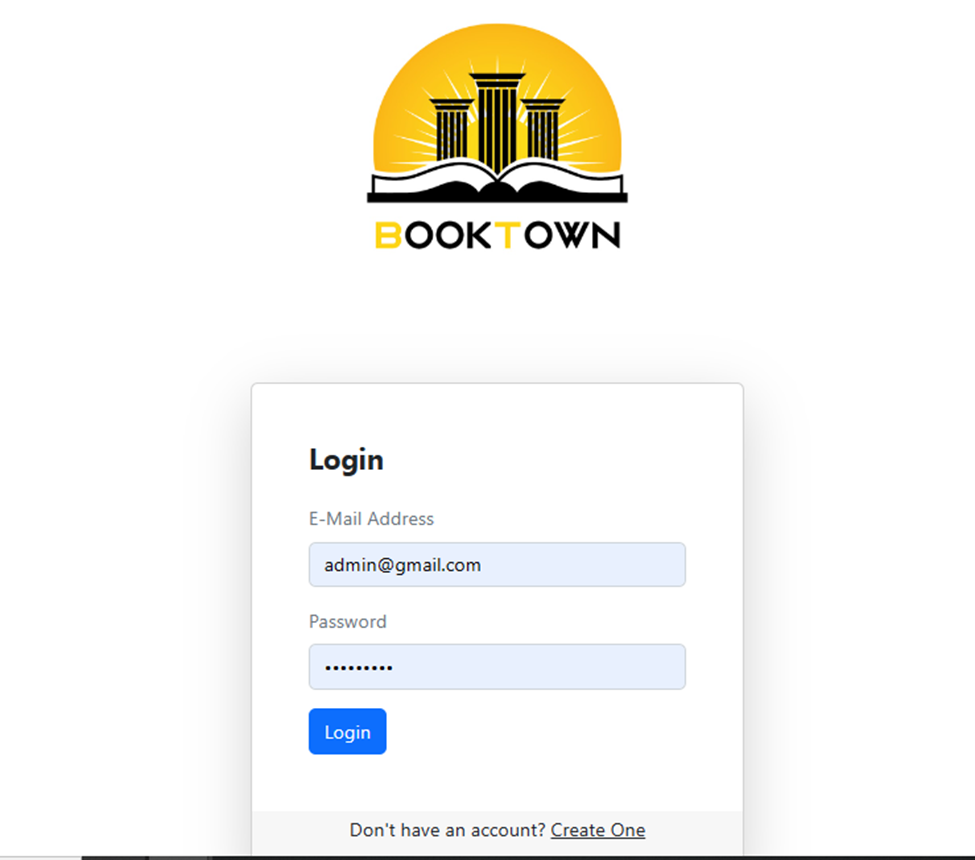 BOOKTOWN
Login
E-Mail Address
admin@gmail.com
Password
•••••••••
Login
Don't have an account? Create One